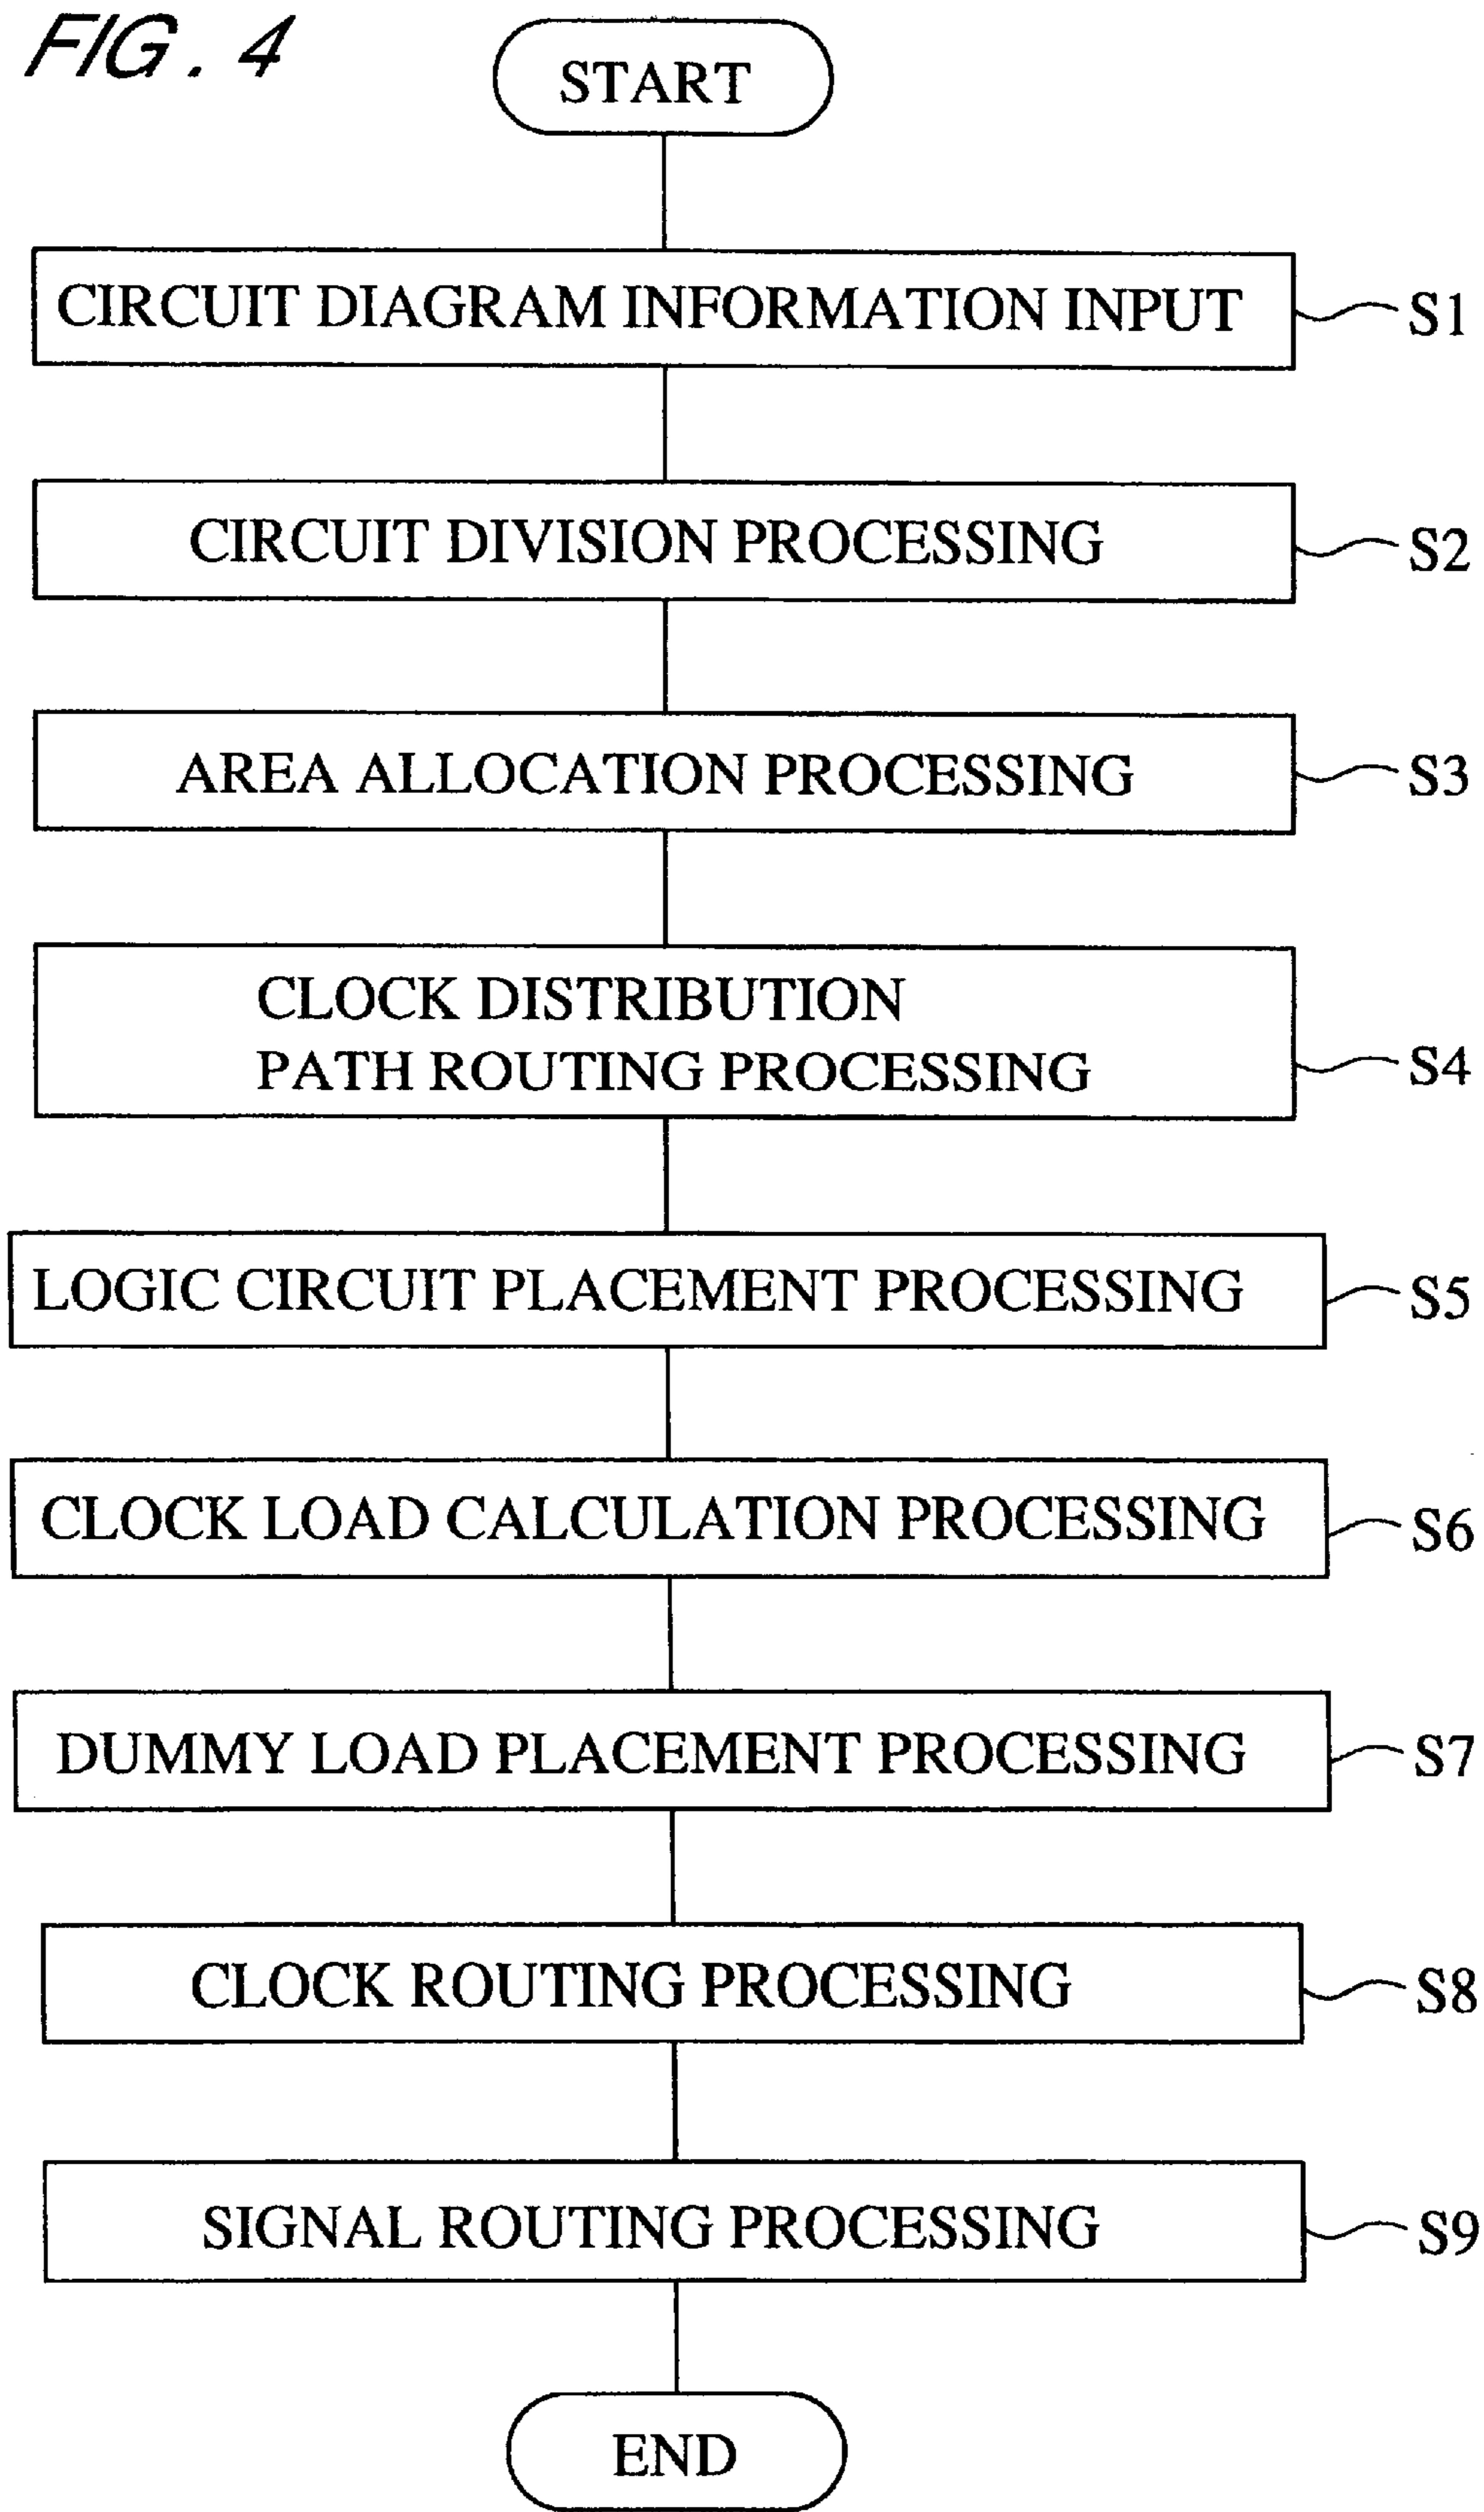 FIG. 4
START
CIRCUIT DIAGRAM INFORMATION INPUT
S1
CIRCUIT DIVISION PROCESSING
S2
AREA ALLOCATION PROCESSING
S3
CLOCK DISTRIBUTION
PATH ROUTING PROCESSING
S4
LOGIC CIRCUIT PLACEMENT PROCESSING
S5
CLOCK LOAD CALCULATION PROCESSING
S6
DUMMY LOAD PLACEMENT PROCESSING
S7
CLOCK ROUTING PROCESSING
S8
SIGNAL ROUTING PROCESSING
S9
END